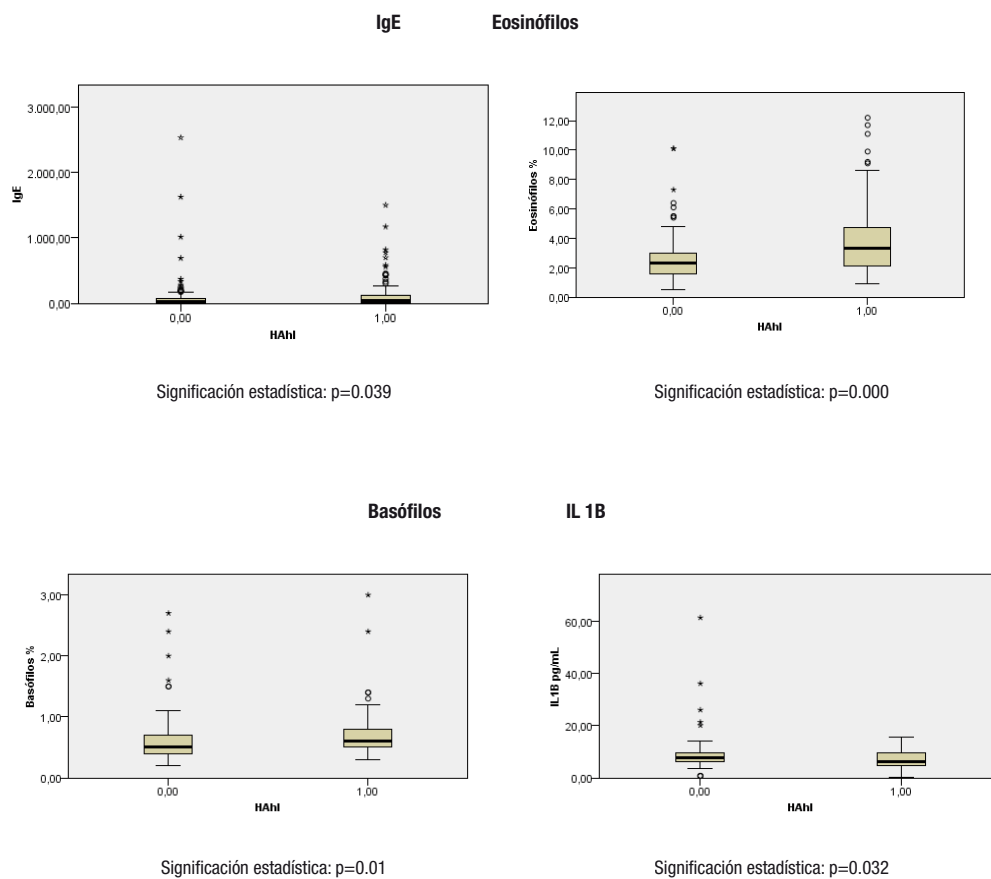 IgE Eosinófilos
3.000,00
2.000,00
1.000,00
0,00
IgE
0,00 1,00
HAhl
12,00
10,00
8,00
6,00
4,00
2,00
0,00
Eosinófilos %
0,00 1,00
HAhl
Significación estadística: p=0.039
Significación estadística: p=0.000
Basófilos IL 1B
3,00
2,00
1,00
0,00
Basófilos %
0,00 1,00
HAhl
60,00
40,00
20,00
0,00
IL1B pg/mL
0,00 1,00
HAhl
Significación estadística: p=0.01
Significación estadística: p=0.032